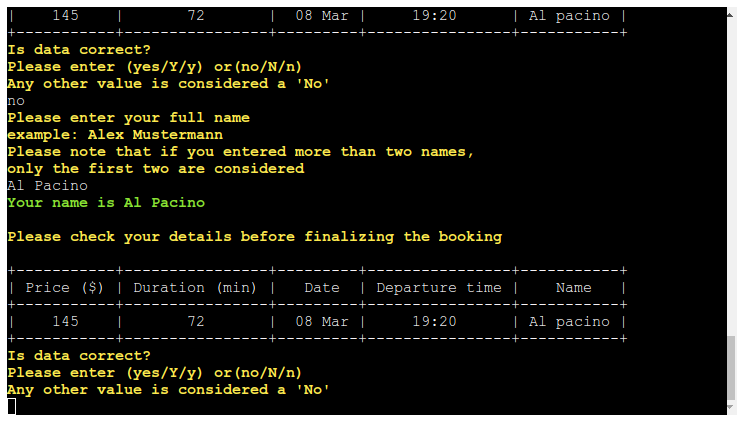 |    145    |       72       |  08 Mar |     19:20      | Al pacino |
+-----------+----------------+---------+----------------+-----------+
Is data correct?
Please enter (yes/Y/y) or(no/N/n)
Any other value is considered a 'No'
no
Please enter your full name
example: Alex Mustermann
Please note that if you entered more than two names,
only the first two are considered
Al Pacino
Your name is Al Pacino
Please check your details before finalizing the booking
+-----------+----------------+---------+----------------+-----------+
| Price ($) | Duration (min) |   Date  | Departure time |    Name   |
+-----------+----------------+---------+----------------+-----------+
|    145    |       72       |  08 Mar |     19:20      | Al pacino |
+-----------+----------------+---------+----------------+-----------+
Is data correct?
Please enter (yes/Y/y) or(no/N/n)
Any other value is considered a 'No'